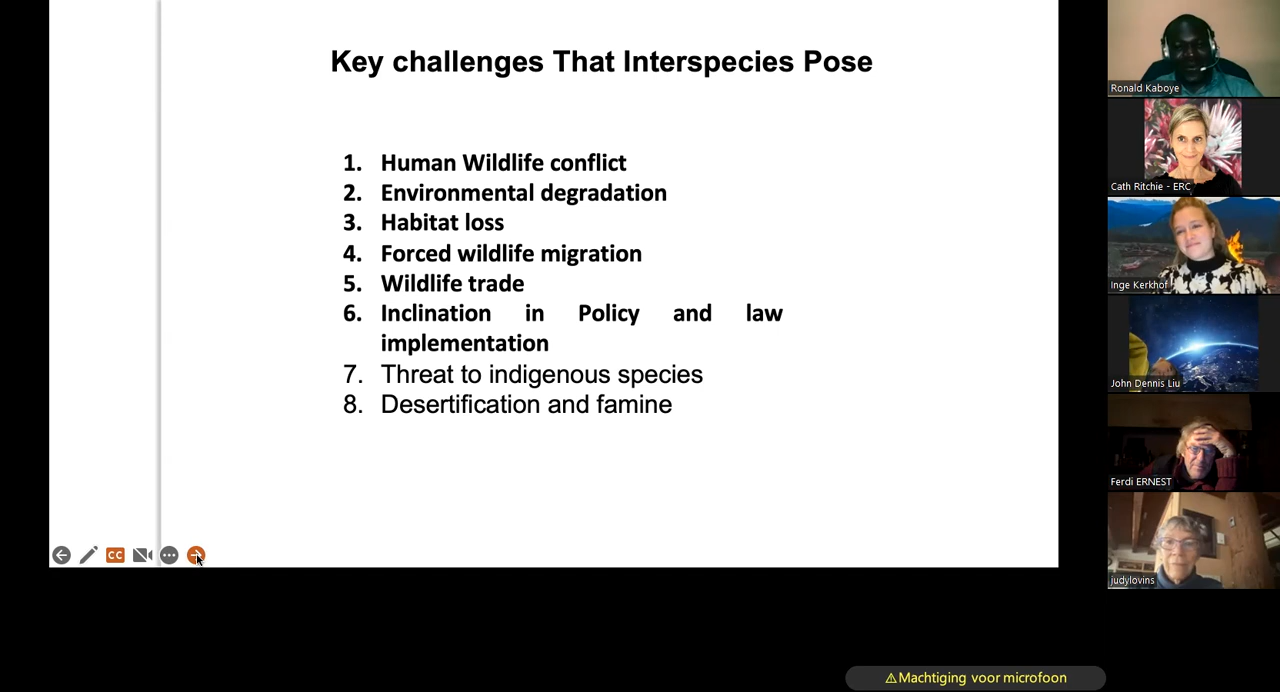 Key challenges That Interspecies Pose
1. Human Wildlife conflict
2. Environmental degradation
3. Habitat loss
4. Forced wildlife migration
5. Wildlife trade
6. Inclination in Policy and law
implementation
7. Threat to indigenous species
8. Desertification and famine
CC
Ronald Kaboye
Cath Ritchie - ERC
Inge Kerkhof
John Dennis Liu
Ferdi ERNEST
judylovins
⚠Machtiging voor microfoon